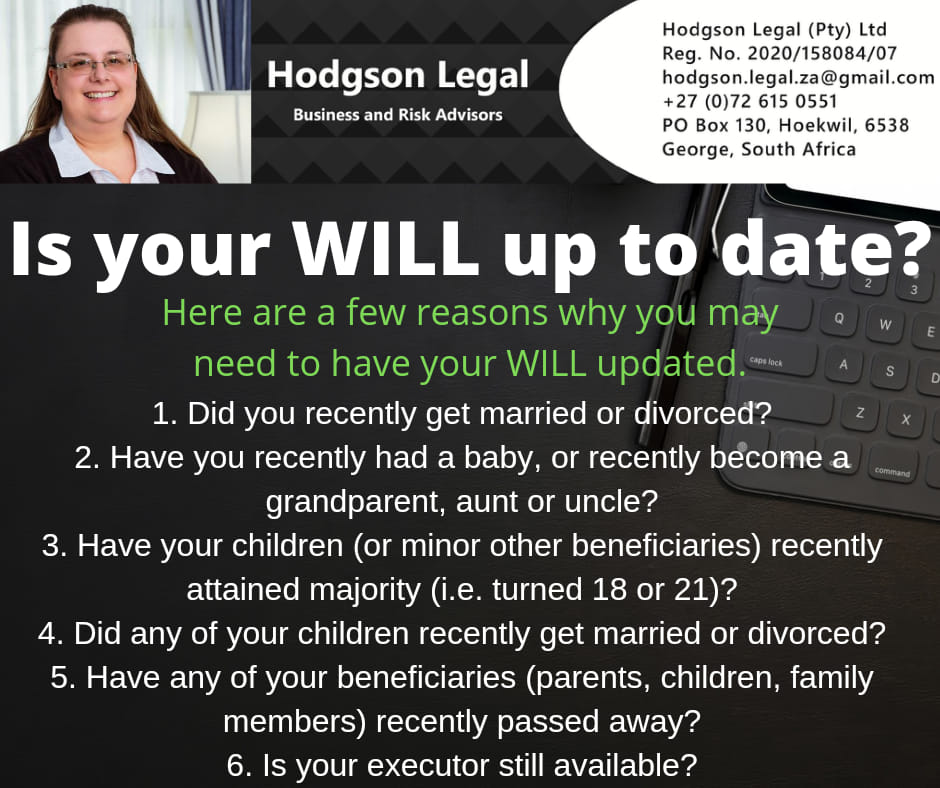 Hodgson Legal
Business and Risk Advisors
Hodgson Legal (Pty) Ltd
Reg. No. 2020/158084/07
hodgson.legal.za@gmail.com
+27 (0)72 615 0551
PO Box 130, Hoekwil, 6538
George, South Africa
Is your WILL up to date?
Here are a few reasons why you may
need to have your WILL updated.
1. Did you recently get married or divorced?
2. Have you recently had a baby, or recently become a
grandparent, aunt or uncle?
3. Have your children (or minor other beneficiaries) recently
attained majority (i.e. turned 18 or 21)?
4. Did any of your children recently get married or divorced?
5. Have any of your beneficiaries (parents, children, family
members) recently passed away?
6. Is your executor still available?
1
2
3
Q
W
E
caps lock
A
S
D
Z
X
command